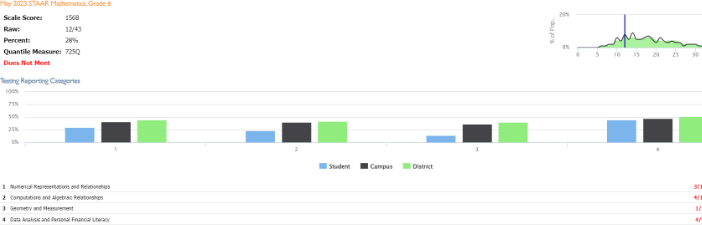 May 2023 STAAR Mathematics, Grade 6
Scale Score: 1568
Raw: 12/43
Percent: 28%
Quantile Measure: 725Q
Does Not Meet
% of Pop.
20%
0%
0 5 10 15 20 25 30
Testing Reporting Categories
100%
75%
50%
25%
0%
1 2 3 4
Student Campus District
1 Numerical Representations and Relationships 3/1
2 Computations and Algebraic Relationships 4/1
3 Geometry and Measurement 1/
4 Data Analysis and Personal Financial Literacy 4/